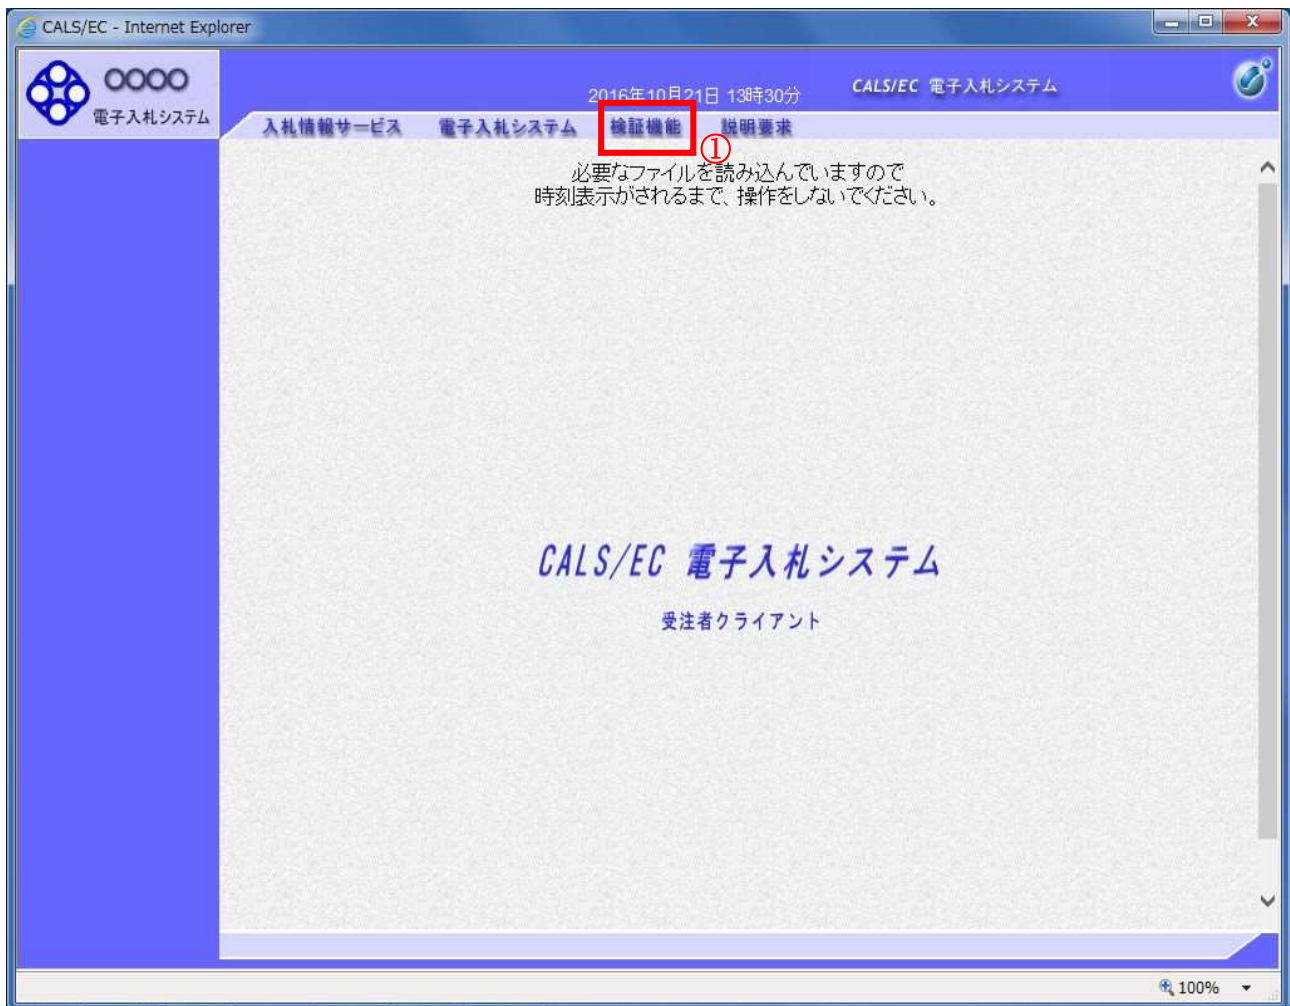 CALS/EC - Internet Explorer
○○○○
電子入札システム
2016年10月21日 13時30分
CALS/EC 電子入札システム
入札情報サービス 電子入札システム 検証機能 説明要求
①
必要なファイルを読み込んでいますので
時刻表示がされるまで、操作をしないでください。
CALS/EC 電子入札システム
受注者クライアント
100%